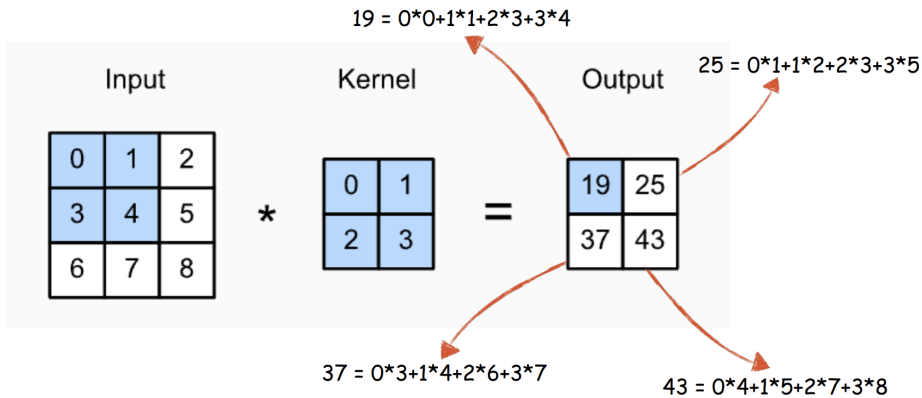 19 = 0*0+1*1+2*3+3*4
25 = 0*1+1*2+2*3+3*5
Input
Kernel
Output
0 1 2
3 4 5
6 7 8
*
0 1
2 3
=
19 25
37 43
37 = 0*3+1*4+2*6+3*7
43 = 0*4+1*5+2*7+3*8